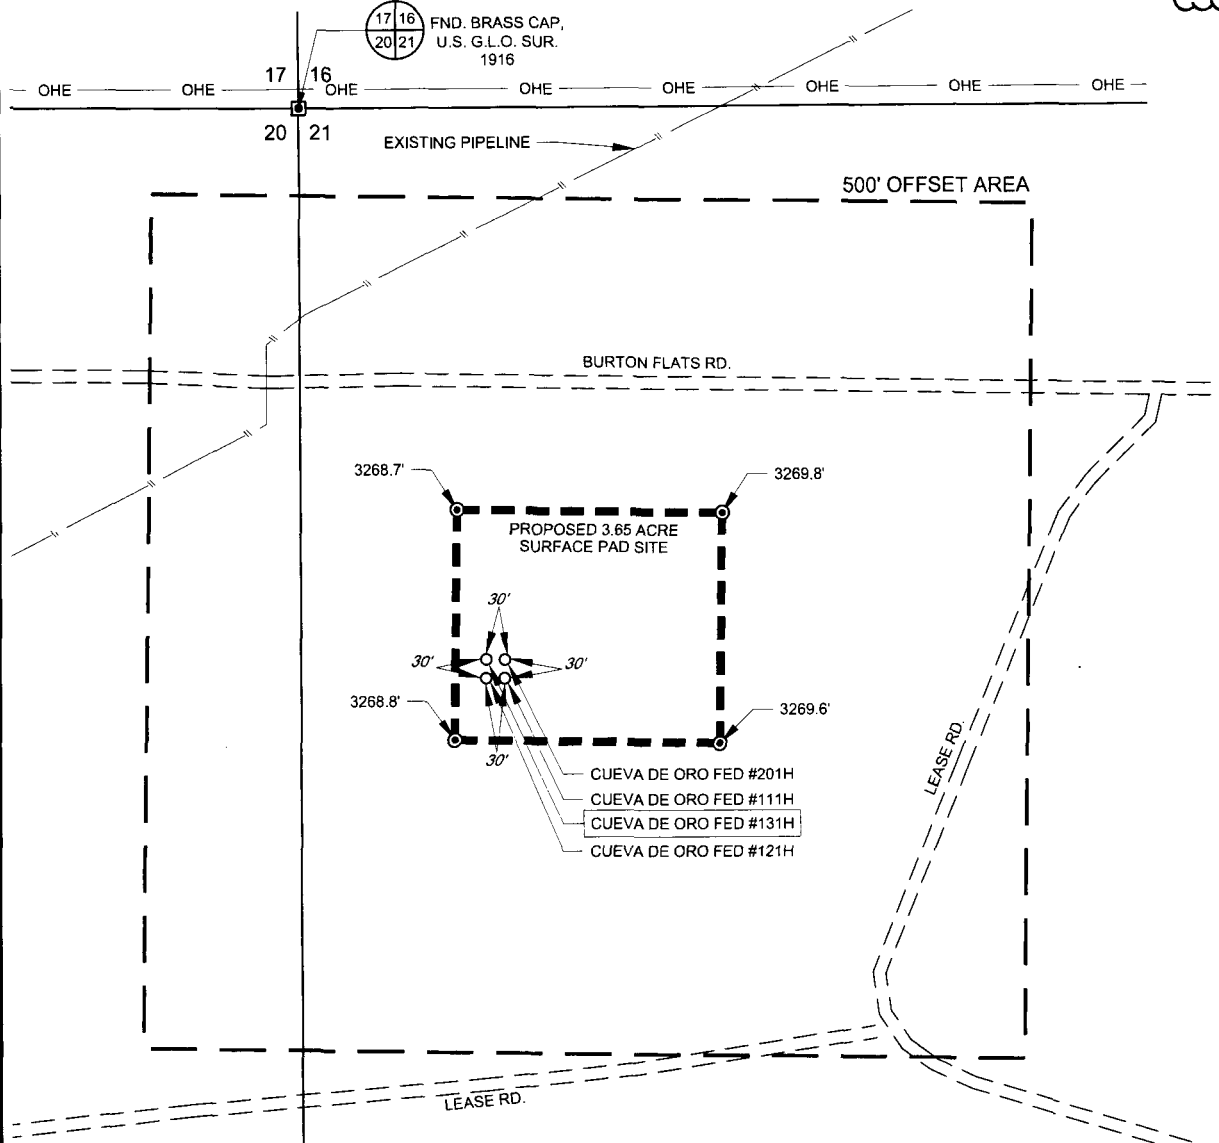 17 16
20 21
FND. BRASS CAP,
U.S. G.L.O. SUR.
1916
17 16
OHE OHE OHE OHE OHE OHE OHE OHE
20 21
EXISTING PIPELINE
500' OFFSET AREA
BURTON FLATS RD.
3268.7'
3269.8'
PROPOSED 3.65 ACRE
SURFACE PAD SITE
30'
30'
30'
3268.8'
3269.6'
30'
LEASE RD.
CUEVA DE ORO FED #201H
CUEVA DE ORO FED #111H
CUEVA DE ORO FED #131H
CUEVA DE ORO FED #121H
LEASE RD.